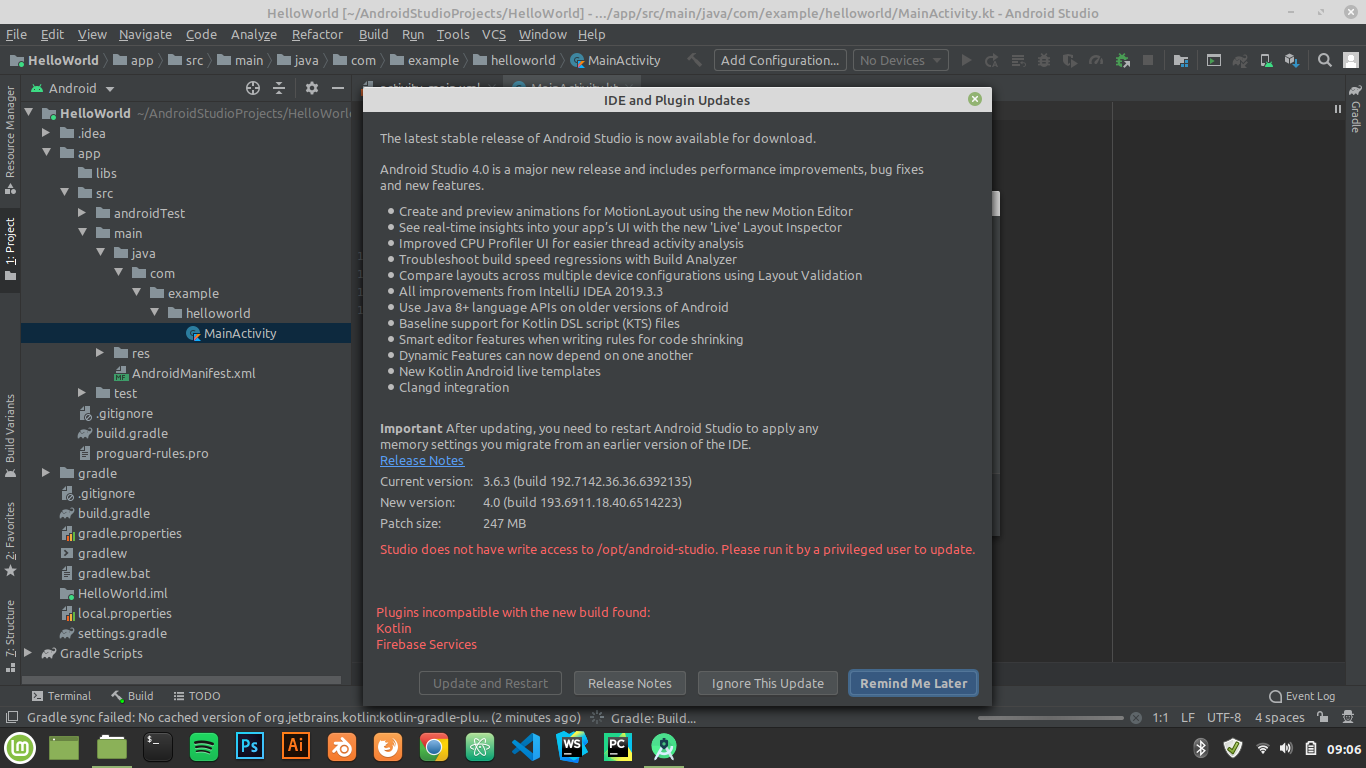 HelloWorld [~/AndroidStudioProjects/HelloWorld] - .../app/src/main/java/com/example/helloworld/MainActivity.kt - Android Studio
File Edit View Navigate Code Analyze Refactor Build Run Tools VCS Window Help
HelloWorld app src main java com example helloworld MainActivity Add Configuration... No Devices
Resource Manager
1: Project
Build Variants
2: Favorites
7: Structure
Android
HelloWorld ~/AndroidStudioProjects/HelloWorl
.idea
app
libs
src
androidTest
main
java
com
example
helloworld
MainActivity
res
AndroidManifest.xml
test
.gitignore
build.gradle
proguard-rules.pro
gradle
.gitignore
build.gradle
gradle.properties
gradlew
gradlew.bat
HelloWorld.iml
local.properties
settings.gradle
Gradle Scripts
IDE and Plugin Updates
The latest stable release of Android Studio is now available for download.
Android Studio 4.0 is a major new release and includes performance improvements, bug fixes
and new features.
• Create and preview animations for MotionLayout using the new Motion Editor
• See real-time insights into your app's UI with the new 'Live' Layout Inspector
• Improved CPU Profiler UI for easier thread activity analysis
• Troubleshoot build speed regressions with Build Analyzer
• Compare layouts across multiple device configurations using Layout Validation
• All improvements from IntelliJ IDEA 2019.3.3
• Use Java 8+ language APIs on older versions of Android
• Baseline support for Kotlin DSL script (KTS) files
• Smart editor features when writing rules for code shrinking
• Dynamic Features can now depend on one another
• New Kotlin Android live templates
• Clangd integration
Important After updating, you need to restart Android Studio to apply any
memory settings you migrate from an earlier version of the IDE.
Release Notes
Current version: 3.6.3 (build 192.7142.36.36.6392135)
New version: 4.0 (build 193.6911.18.40.6514223)
Patch size: 247 MB
Studio does not have write access to /opt/android-studio. Please run it by a privileged user to update.
Plugins incompatible with the new build found:
Kotlin
Firebase Services
Update and Restart Release Notes Ignore This Update Remind Me Later
Gradle
Terminal Build TODO Event Log
Gradle sync failed: No cached version of org.jetbrains.kotlin:kotlin-gradle-plu... (2 minutes ago) Gradle: Build... 1:1 LF UTF-8 4 spaces
Ps Ai WS PC 09:06